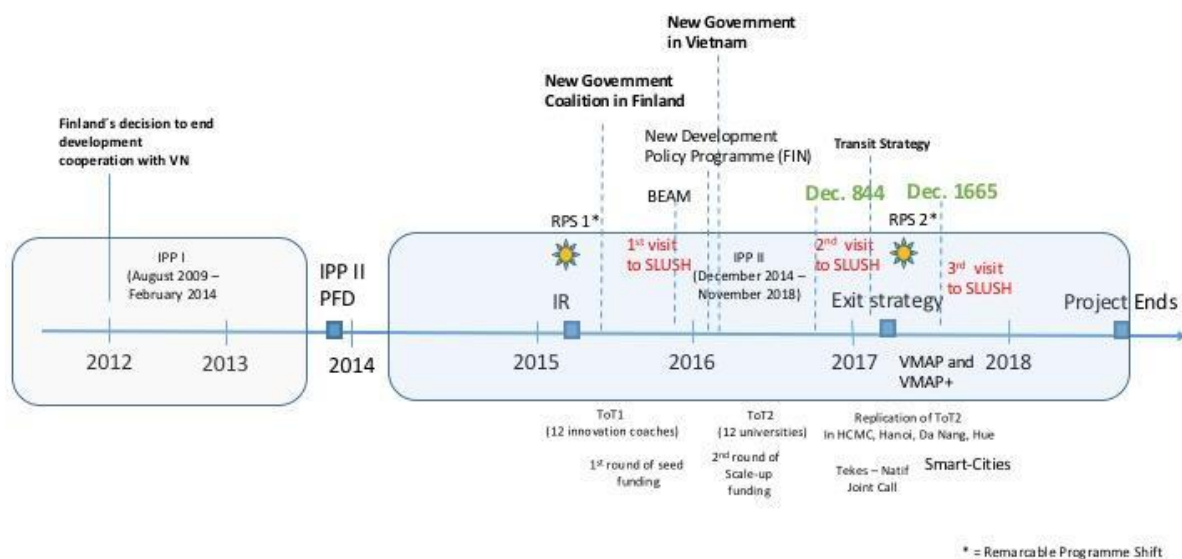 New Government
in Vietnam
New Government
Coalition in Finland
Finland´s decision to end
development
cooperation with VN
New Development
Policy Programme (FIN)
Transit Strategy
BEAM
Dec. 844
Dec. 1665
RPS 1*
RPS 2*
IPP I
(August 2009 –
February 2014
IPP II
PFD
1st visit
to SLUSH
IPP II
(December 2014 –
November 2018)
2nd visit
to SLUSH
3rd visit
to SLUSH
IR
Exit strategy
Project Ends
2012
2013
2014
2015
2016
2017
2018
VMAP and
VMAP+
ToT1
(12 innovation coaches)
ToT2
(12 universities)
Replication of ToT2
In HCMC, Hanoi, Da Nang, Hue
1st round of seed
funding
2nd round of
Scale-up
funding
Tekes – Natif
Joint Call
Smart-Cities
* = Remarcable Programme Shift